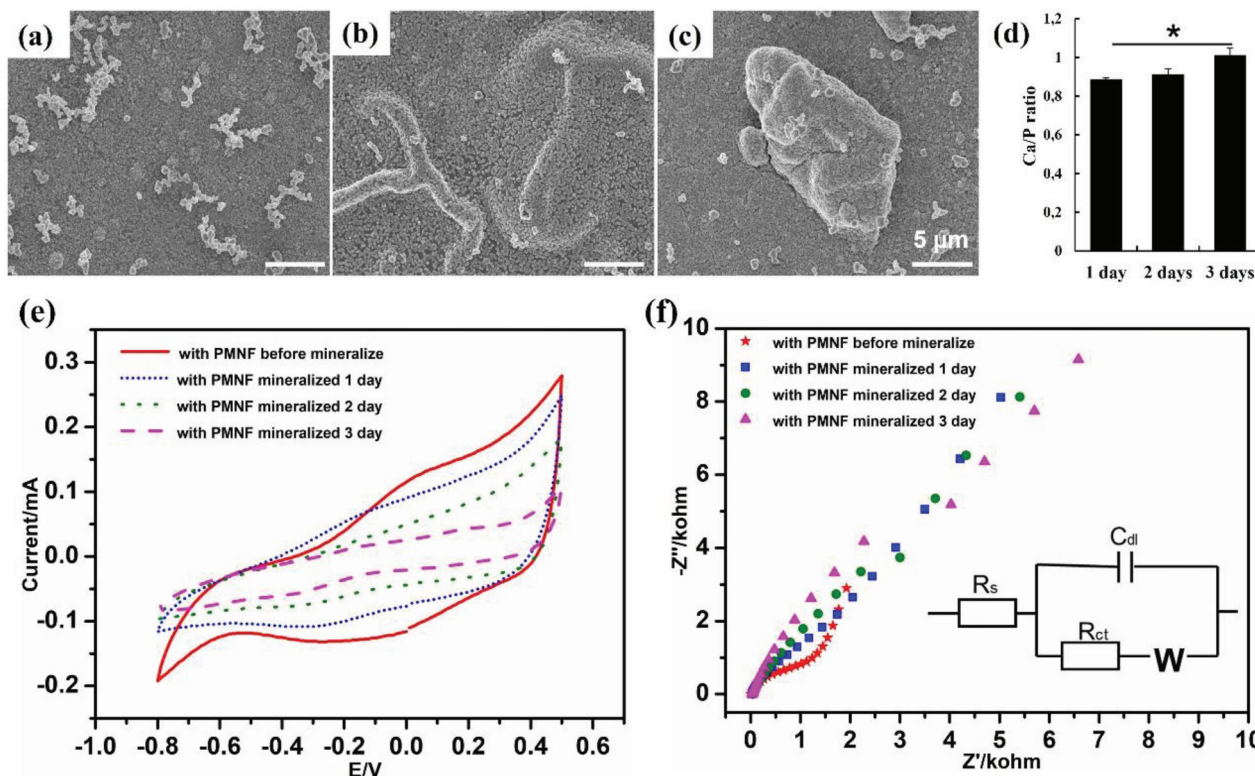 (a)
(b)
(c)
5 µm
(d)
*
Ca/P ratio
1,2
1
0,8
0,6
0,4
0,2
0
1 day 2 days 3 days
(e)
with PMNF before mineralize
with PMNF mineralized 1 day
with PMNF mineralized 2 day
with PMNF mineralized 3 day
Current/mA
0.3
0.2
0.1
0.0
-0.1
-0.2
-1.0 -0.8 -0.6 -0.4 -0.2 0.0 0.2 0.4 0.6
E/V
(f)
with PMNF before mineralize
with PMNF mineralized 1 day
with PMNF mineralized 2 day
with PMNF mineralized 3 day
-Z"/kohm
10
8
6
4
2
0
Cdl
Rs
Rct
W
0 1 2 3 4 5 6 7 8 9 10
Z'/kohm